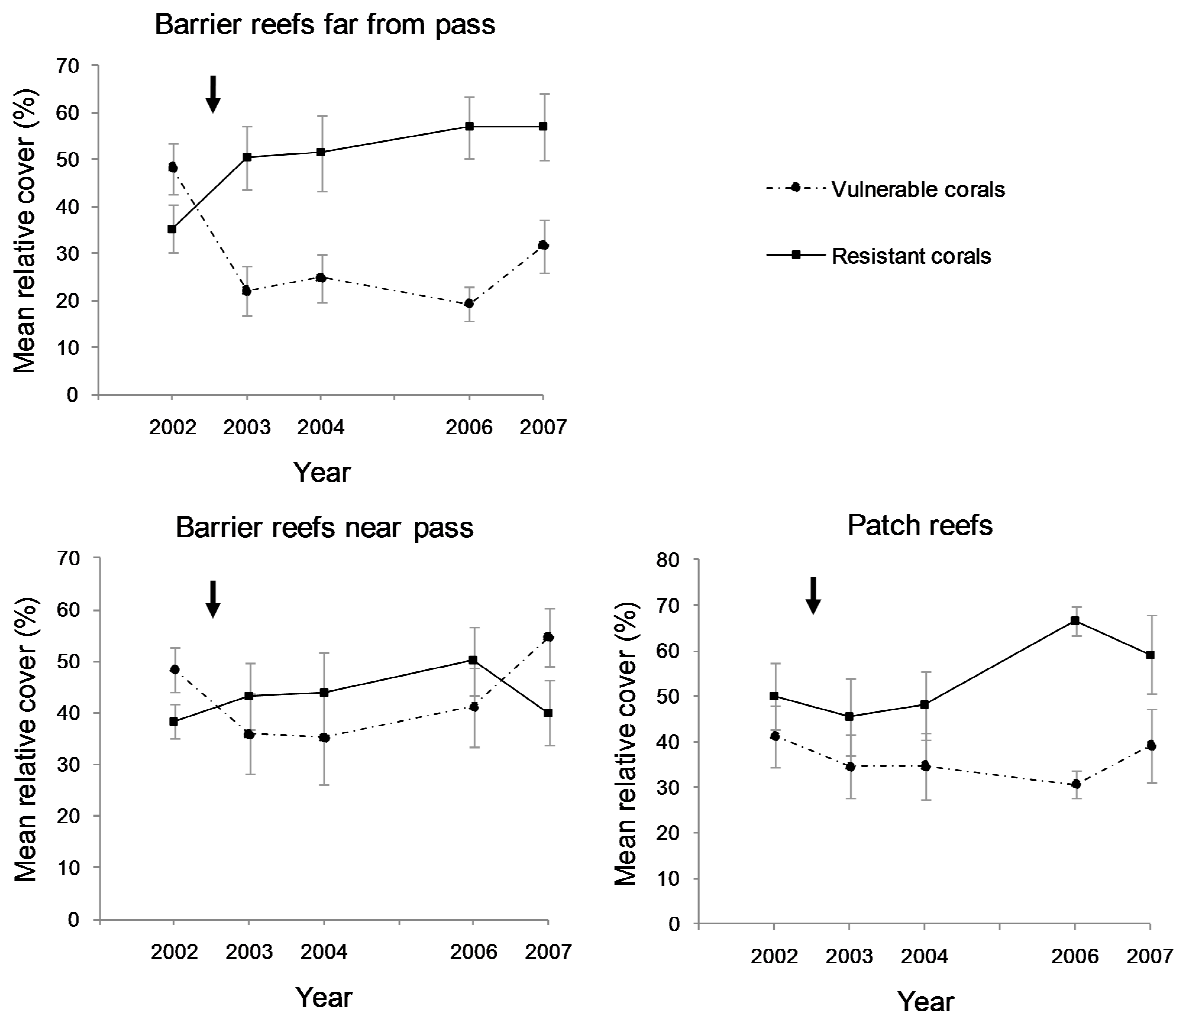 Barrier reefs far from pass
Mean relative cover (%)
70
60
50
40
30
20
10
0
2002 2003 2004 2006 2007
Year
Vulnerable corals
Resistant corals
Barrier reefs near pass
Mean relative cover (%)
70
60
50
40
30
20
10
0
2002 2003 2004 2006 2007
Year
Patch reefs
Mean relative cover (%)
80
70
60
50
40
30
20
10
0
2002 2003 2004 2006 2007
Year